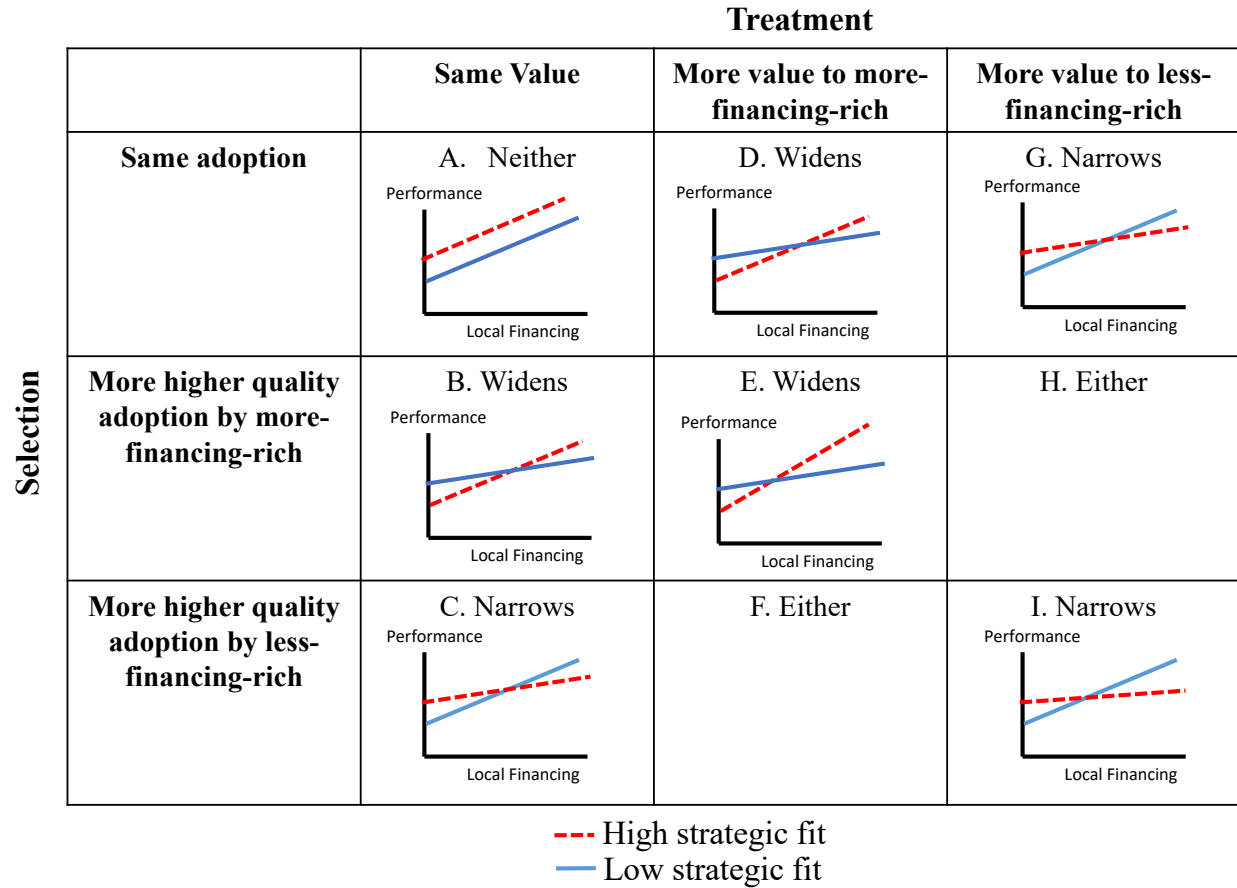 Treatment
Same Value
More value to more-
financing-rich
More value to less-
financing-rich
Selection
Same adoption
A. Neither
Performance
Local Financing
D. Widens
Performance
Local Financing
G. Narrows
Performance
Local Financing
More higher quality
adoption by more-
financing-rich
B. Widens
Performance
Local Financing
E. Widens
Performance
Local Financing
H. Either
More higher quality
adoption by less-
financing-rich
C. Narrows
Performance
Local Financing
F. Either
I. Narrows
Performance
Local Financing
High strategic fit
Low strategic fit